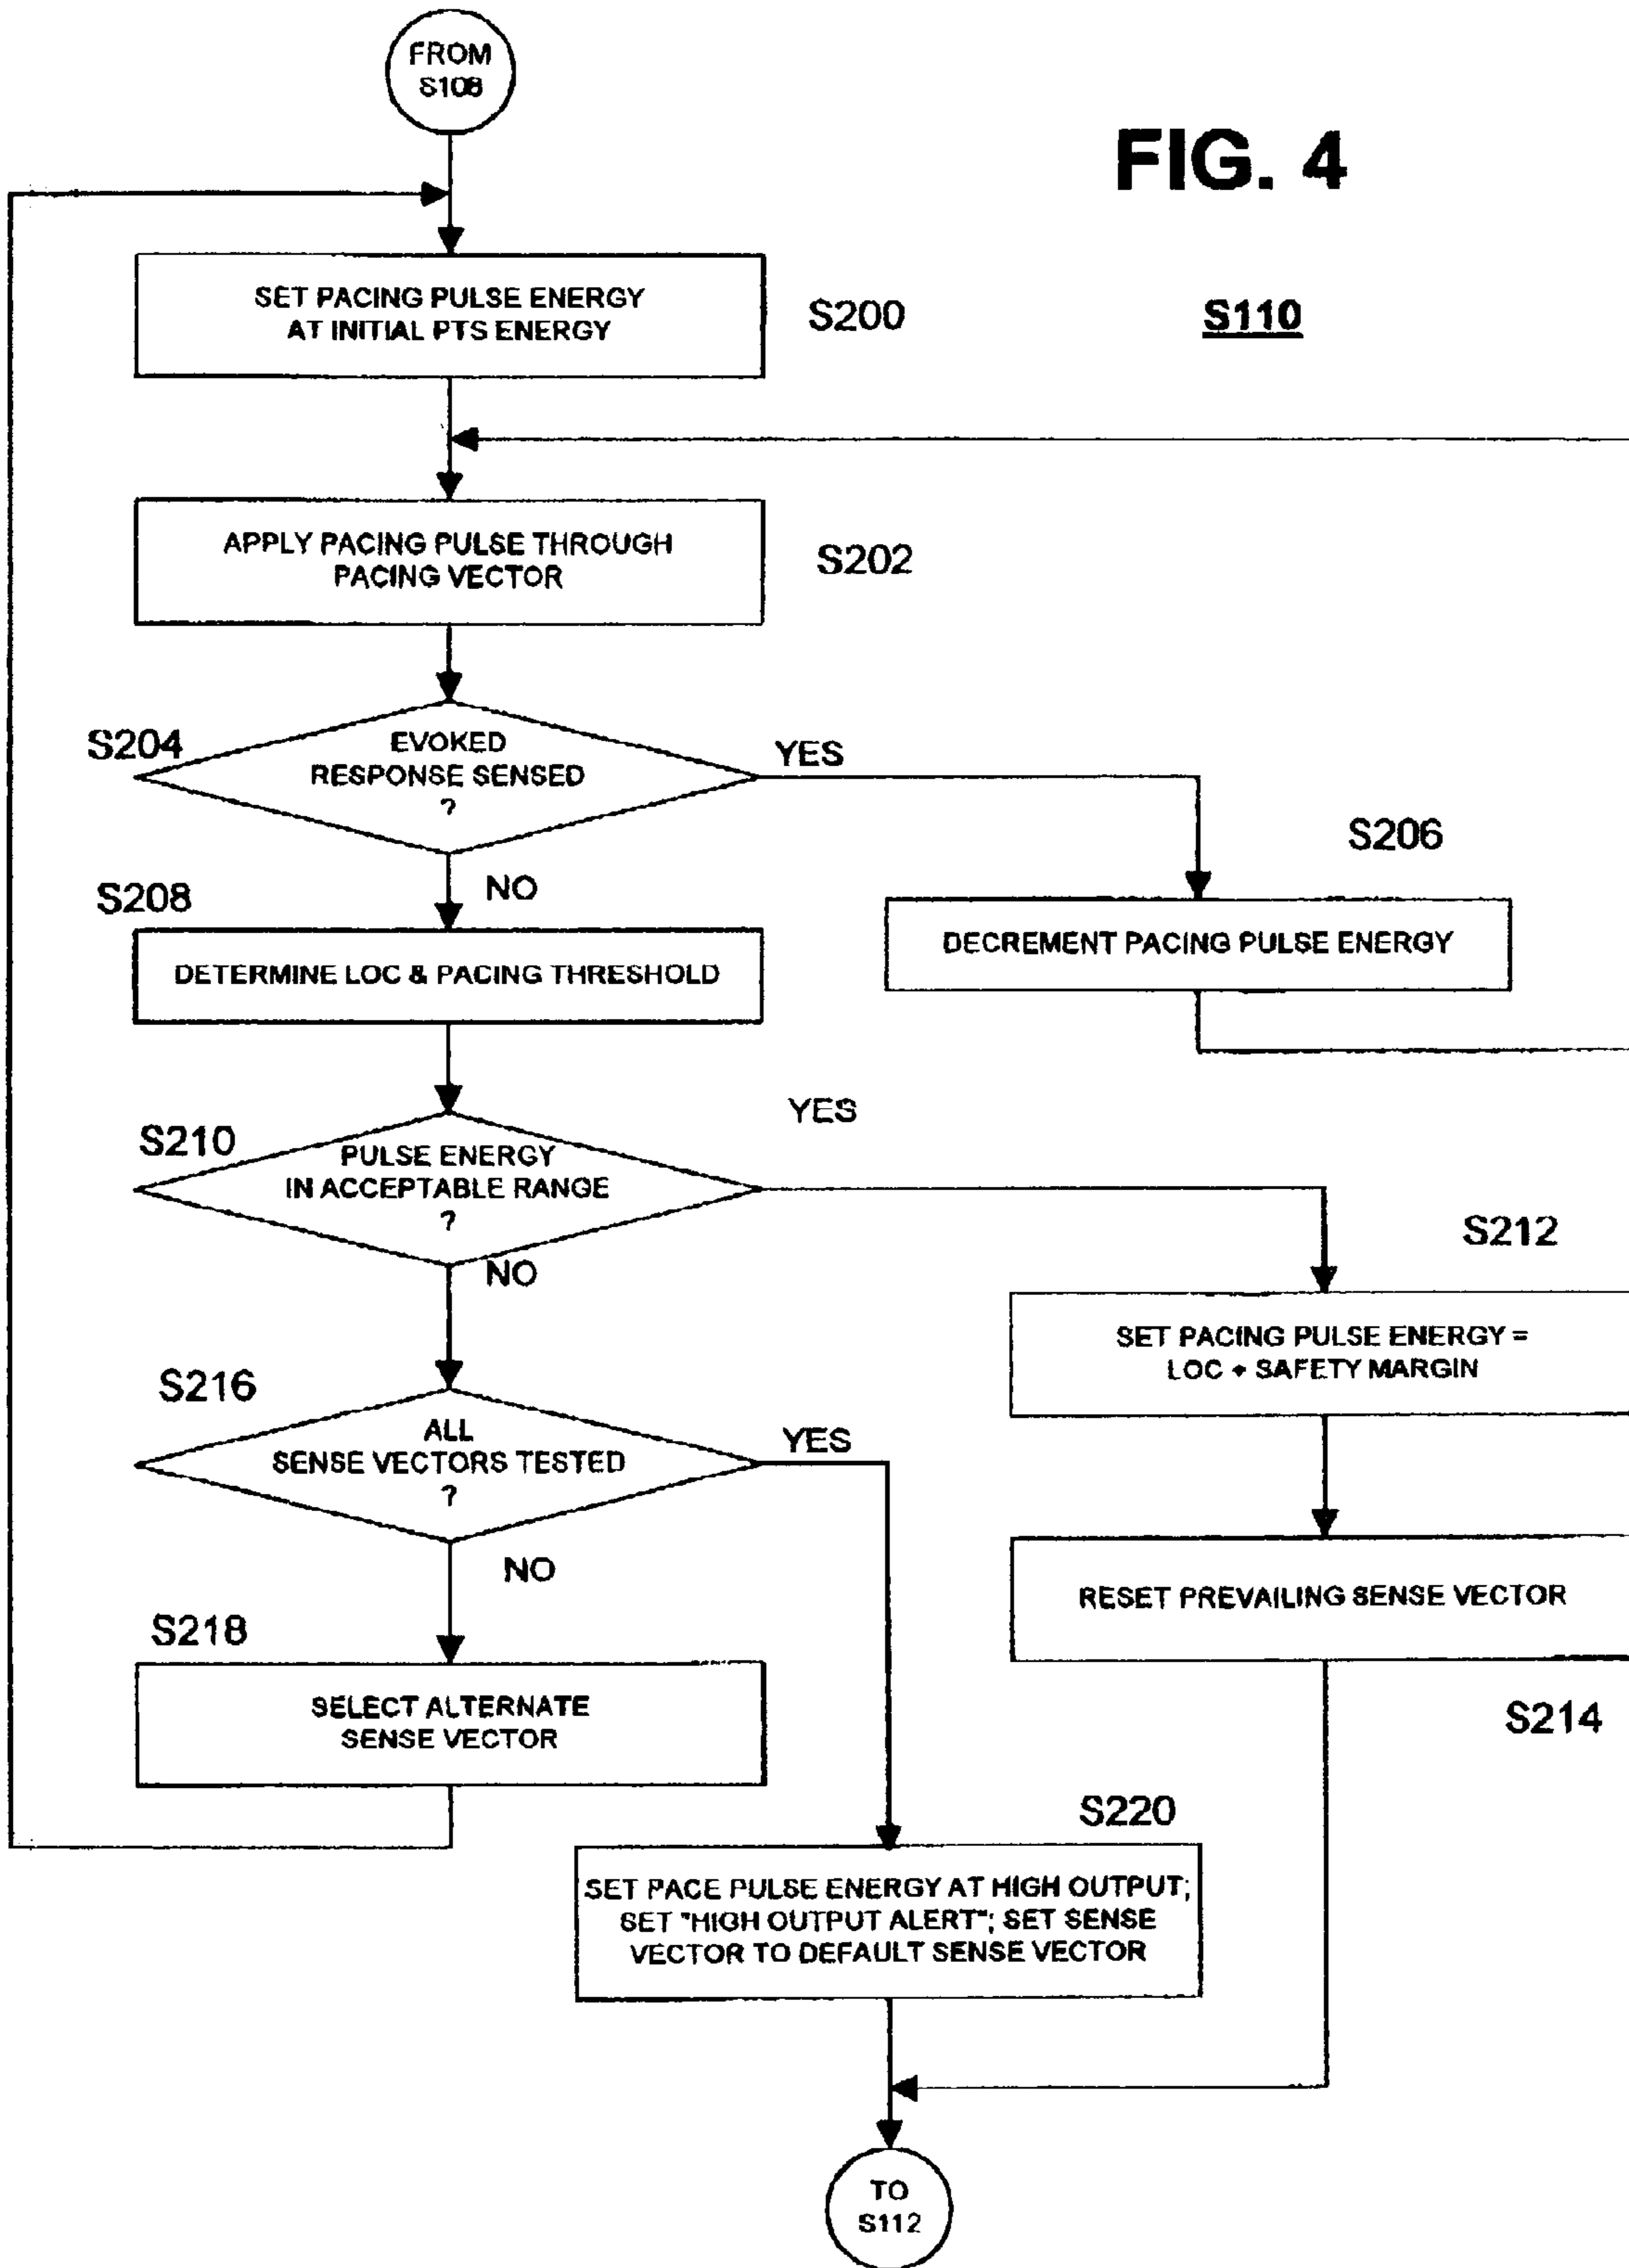 FROM
S108
FIG. 4
SET PACING PULSE ENERGY
AT INITIAL PTS ENERGY
S200
S110
APPLY PACING PULSE THROUGH
PACING VECTOR
S202
S204
EVOKED
RESPONSE SENSED
?
YES
S206
NO
S208
DECREMENT PACING PULSE ENERGY
DETERMINE LOC & PACING THRESHOLD
YES
S210
PULSE ENERGY
IN ACCEPTABLE RANGE
?
NO
S212
SET PACING PULSE ENERGY =
LOC + SAFETY MARGIN
S216
ALL
SENSE VECTORS TESTED
?
YES
NO
RESET PREVAILING SENSE VECTOR
S214
S218
SELECT ALTERNATE
SENSE VECTOR
S220
SET PACE PULSE ENERGY AT HIGH OUTPUT;
SET "HIGH OUTPUT ALERT"; SET SENSE
VECTOR TO DEFAULT SENSE VECTOR
TO
S112